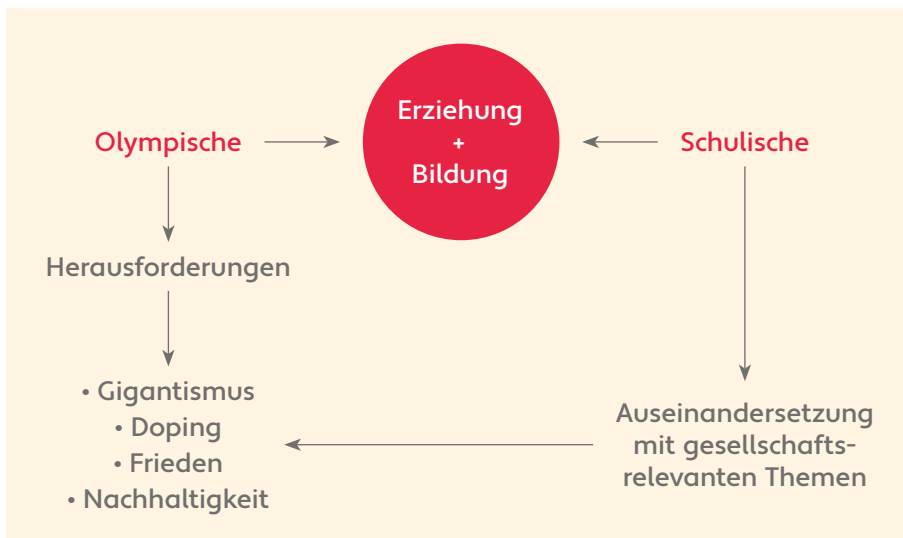 Erziehung
+
Bildung
Olympische
Schulische
Herausforderungen
• Gigantismus
• Doping
• Frieden
• Nachhaltigkeit
Auseinandersetzung
mit gesellschafts-
relevanten Themen